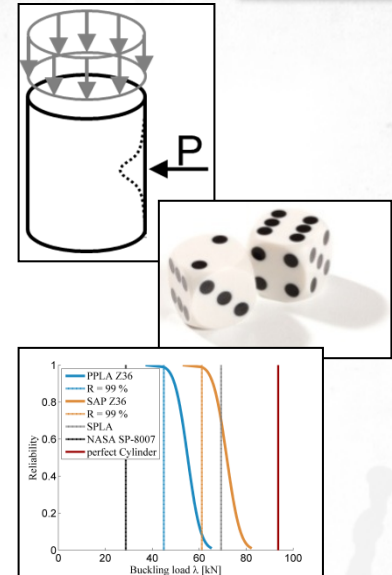 P
1
0.8
0.6
0.4
0.2
0
Reliability
PPLA Z36
R = 99 %
SAP Z36
R = 99 %
SPLA
NASA SP-8007
perfect Cylinder
0 20 40 60 80 100
Buckling load λ [kN]